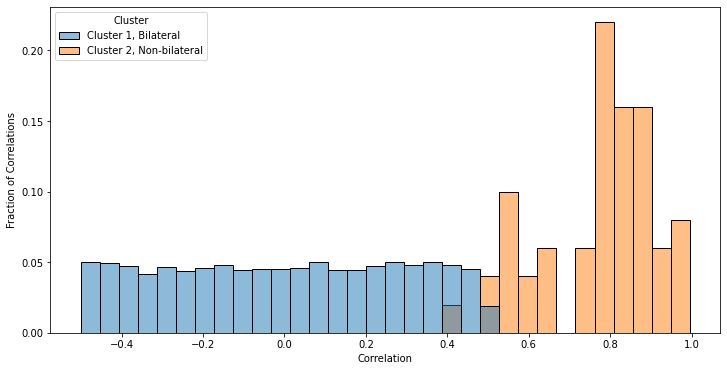 Cluster
Cluster 1, Bilateral
Cluster 2, Non-bilateral
Fraction of Correlations
0.20
0.15
0.10
0.05
0.00
−0.4 −0.2 0.0 0.2 0.4 0.6 0.8 1.0
Correlation